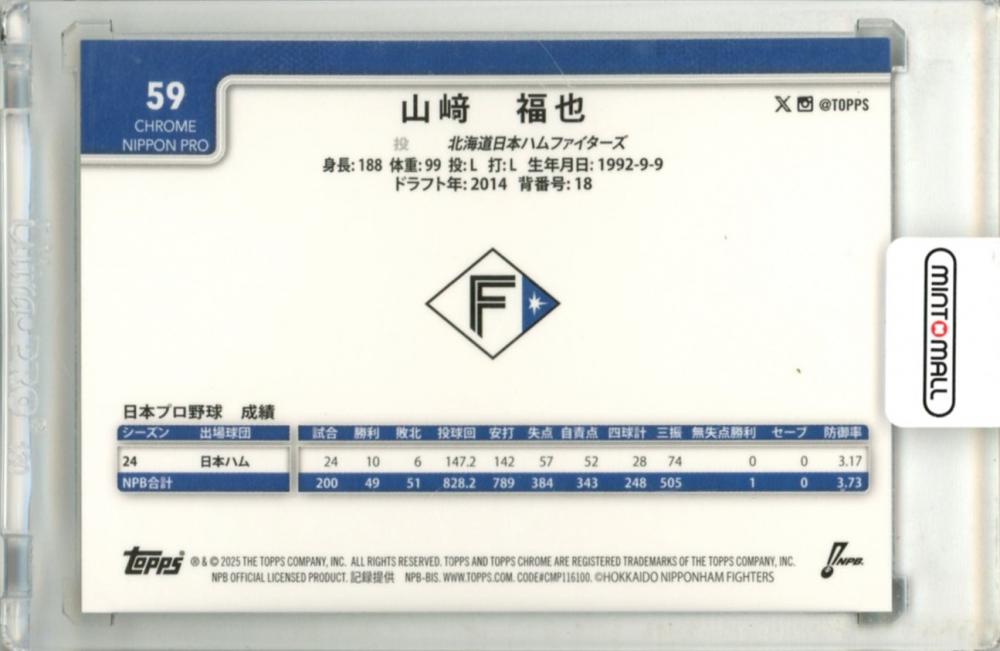 59
CHROME
NIPPON PRO
山﨑 福也
@TOPPS
投 北海道日本ハムファイターズ
身長: 188 体重: 99 投: L 打: L 生年月日: 1992-9-9
ドラフト年: 2014 背番号: 18
F
MINTOMALL
日本プロ野球 成績
シーズン 出場球団 試合 勝利 敗北 投球回 安打 失点 自責点 四球計 三振 無失点勝利 セーブ 防御率
24 日本ハム 24 10 6 147.2 142 57 52 28 74 0 0 3.17
NPB合計 200 49 51 828.2 789 384 343 248 505 1 0 3.73
Topps ® & © 2025 THE TOPPS COMPANY, INC. ALL RIGHTS RESERVED. TOPPS AND TOPPS CHROME ARE REGISTERED TRADEMARKS OF THE TOPPS COMPANY, INC.
NPB OFFICIAL LICENSED PRODUCT. 記録提供 NPB-BIS. WWW.TOPPS.COM. CODE#CMP116100. ©HOKKAIDO NIPPONHAM FIGHTERS
NPB.